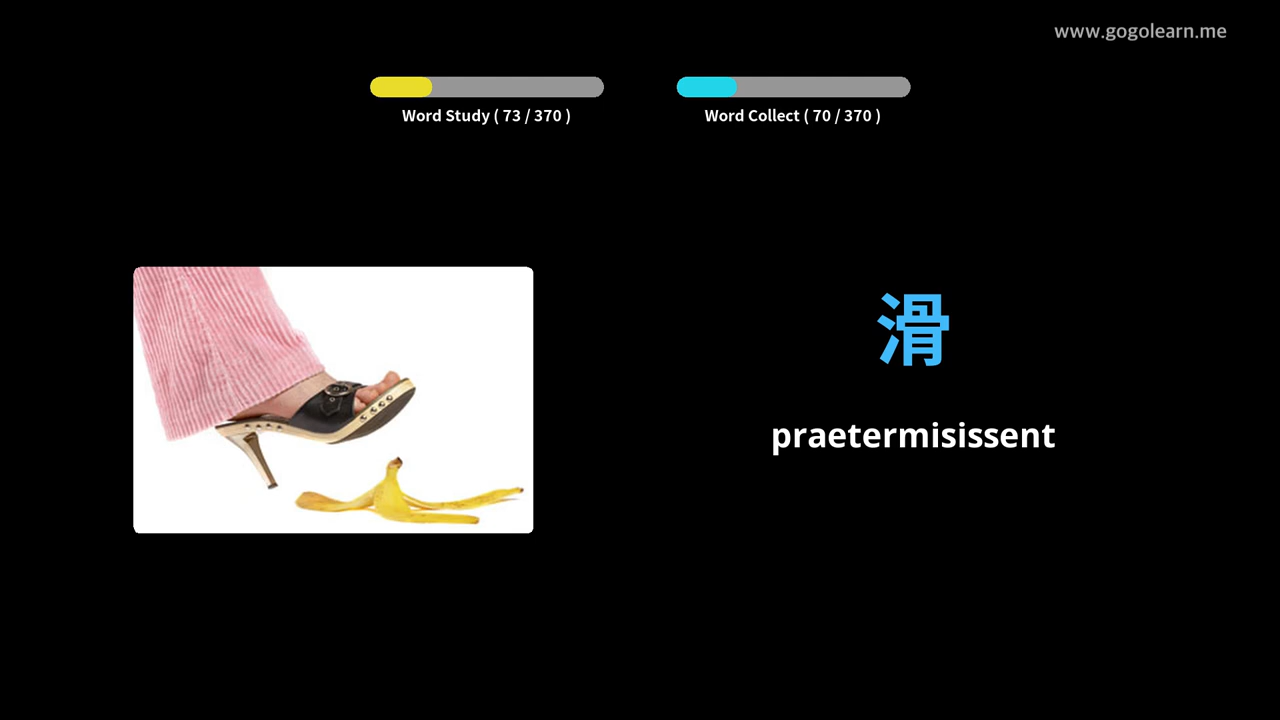 www.gogolearn.me
Word Study ( 73 / 370 )
Word Collect ( 70 / 370 )
滑
praetermisissent